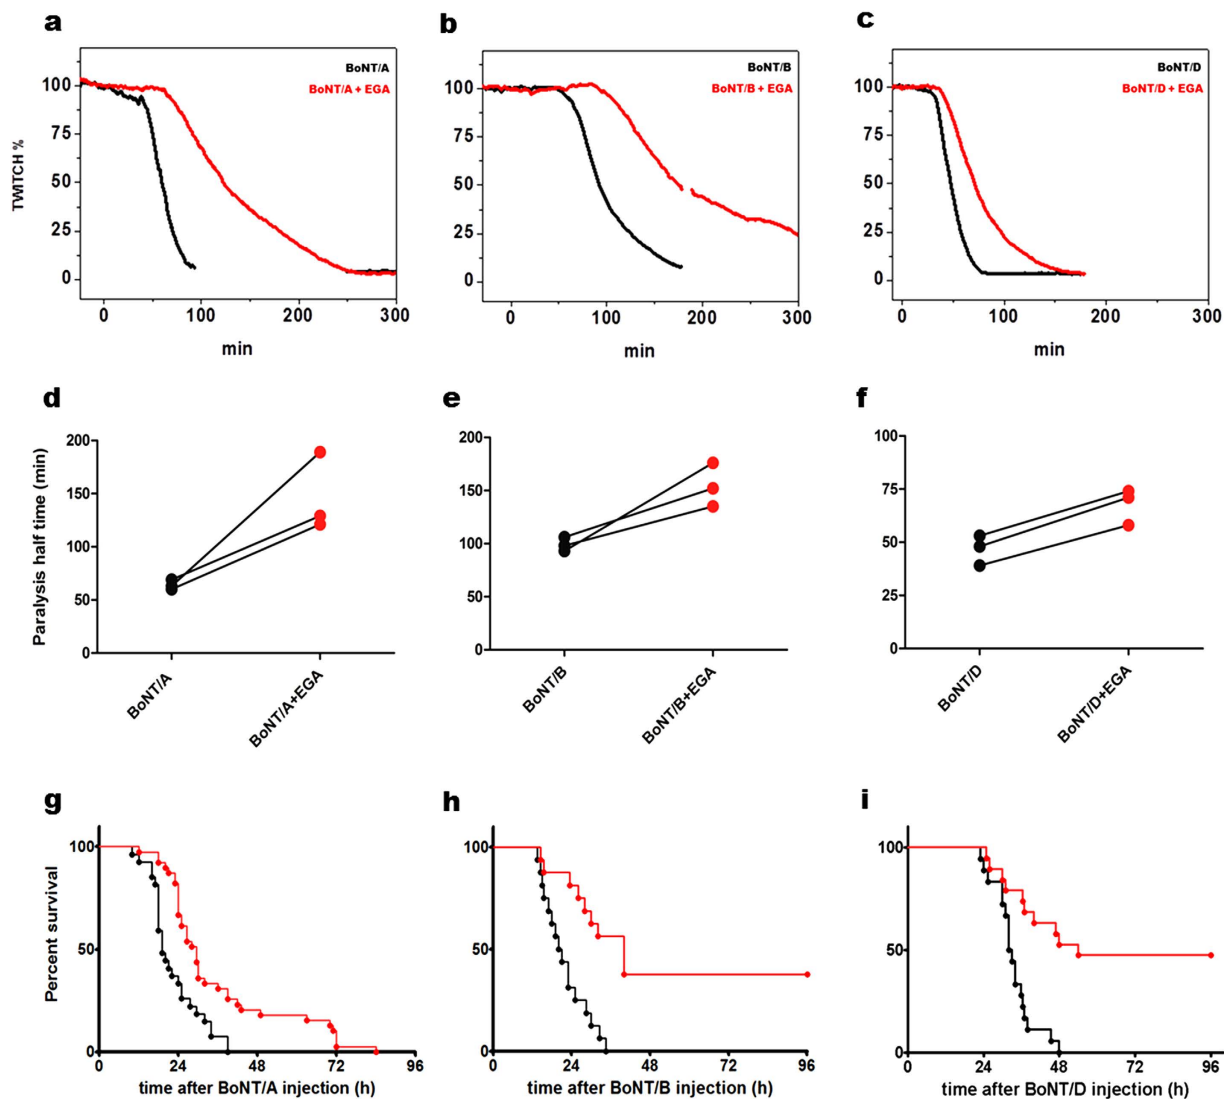 a
b
c
BoNT/A
BoNT/A + EGA
BoNT/B
BoNT/B + EGA
BoNT/D
BoNT/D + EGA
TWITCH %
100
75
50
25
0
100
75
50
25
0
100
75
50
25
0
0 100 200 300
0 100 200 300
0 100 200 300
min
min
min
d
e
f
Paralysis half time (min)
200
150
100
50
0
200
150
100
50
0
100
75
50
25
0
BoNT/A
BoNT/A+EGA
BoNT/B
BoNT/B+EGA
BoNT/D
BoNT/D+EGA
g
h
i
Percent survival
100
50
0
100
50
0
100
50
0
0 24 48 72 96
0 24 48 72 96
0 24 48 72 96
time after BoNT/A injection (h)
time after BoNT/B injection (h)
time after BoNT/D injection (h)